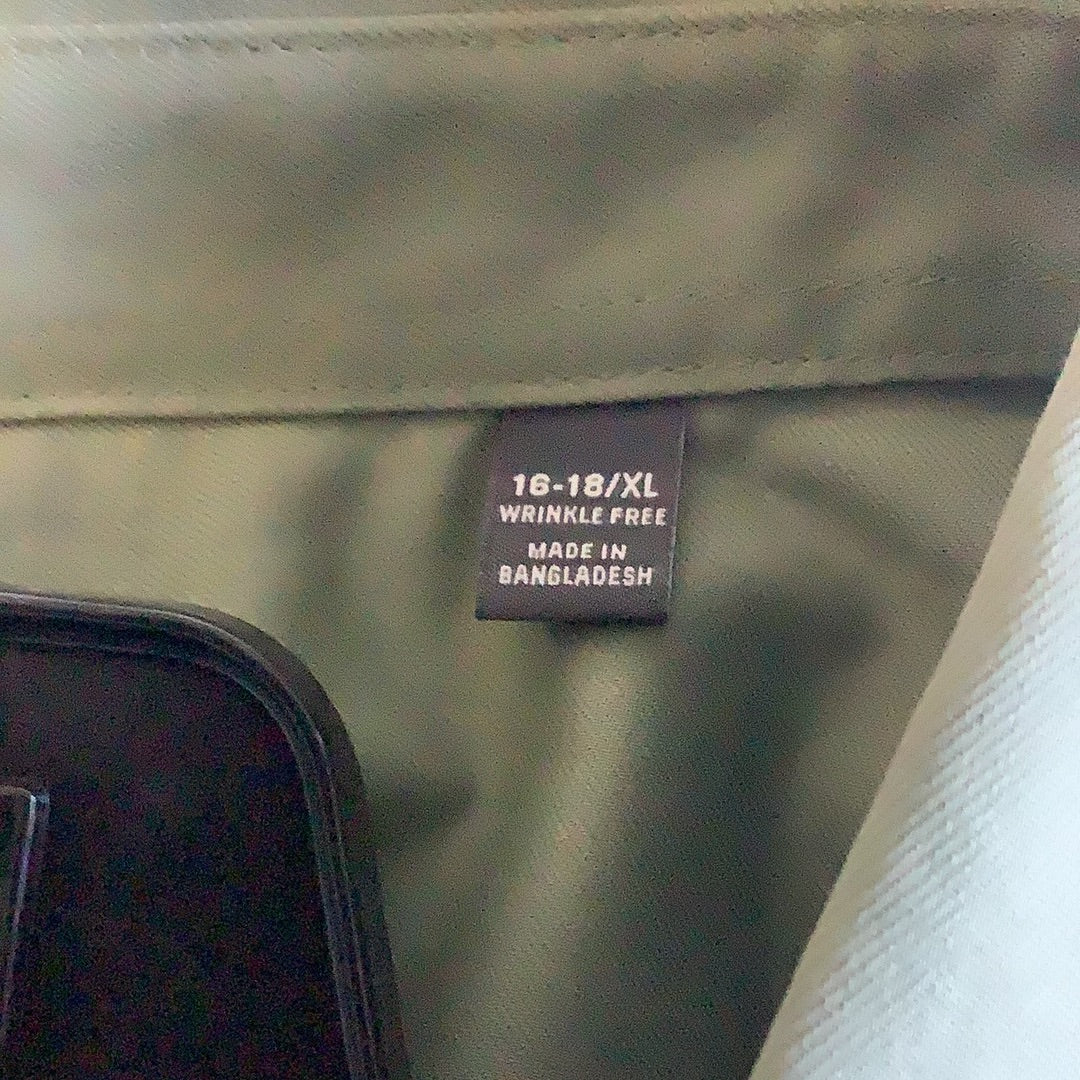 16-18/XL
WRINKLE FREE
MADE IN
BANGLADESH